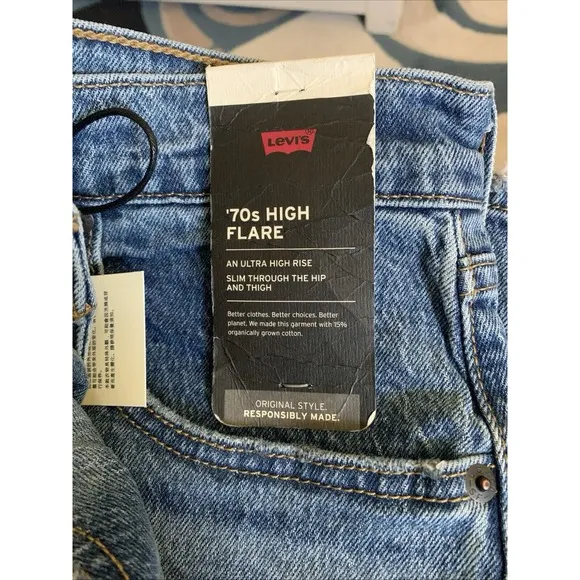 Levi's
'70s HIGH
FLARE
AN ULTRA HIGH RISE
SLIM THROUGH THE HIP
AND THIGH
Better clothes. Better choices. Better
planet. We made this garment with 15%
organically grown cotton.
ORIGINAL STYLE.
RESPONSIBLY MADE.